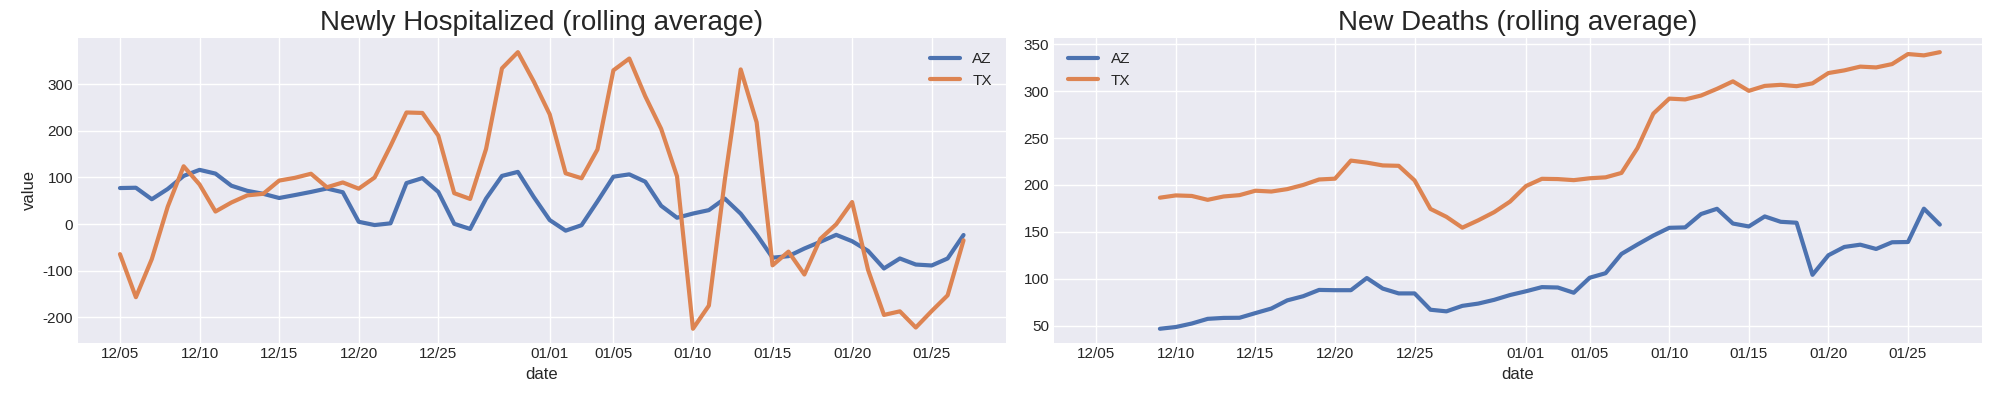 Newly Hospitalized (rolling average)
AZ
TX
300
200
100
0
-100
-200
value
12/05 12/10 12/15 12/20 12/25 01/01 01/05 01/10 01/15 01/20 01/25
date
New Deaths (rolling average)
AZ
TX
350
300
250
200
150
100
50
12/05 12/10 12/15 12/20 12/25 01/01 01/05 01/10 01/15 01/20 01/25
date